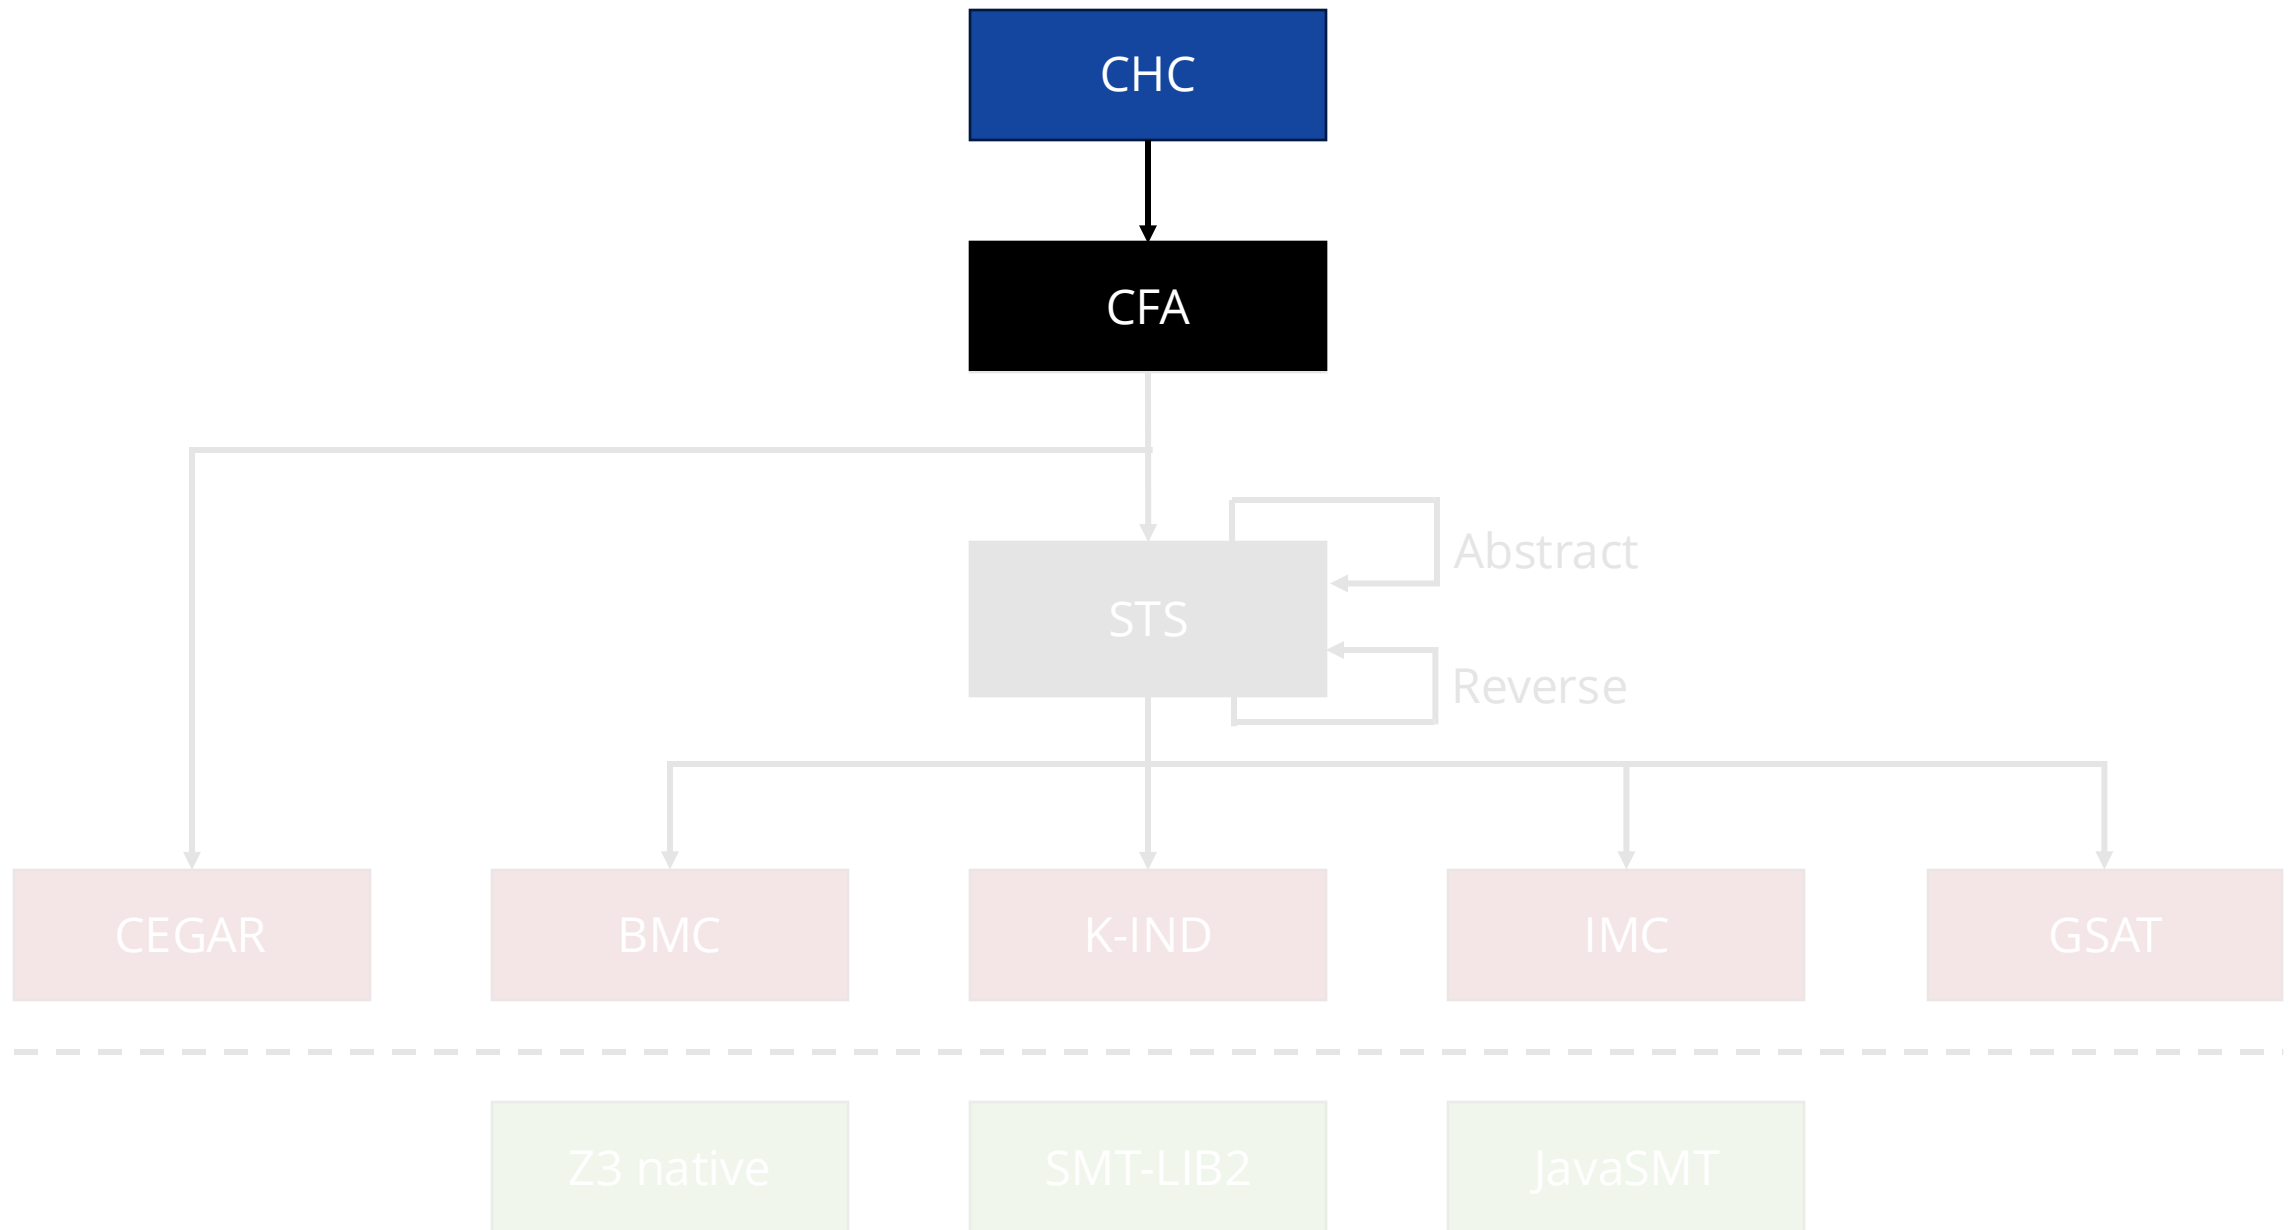 CHC
CFA
Abstract
STS
Reverse
CEGAR
BMC
K-IND
IMC
GSAT
Z3 native
SMT-LIB2
JavaSMT